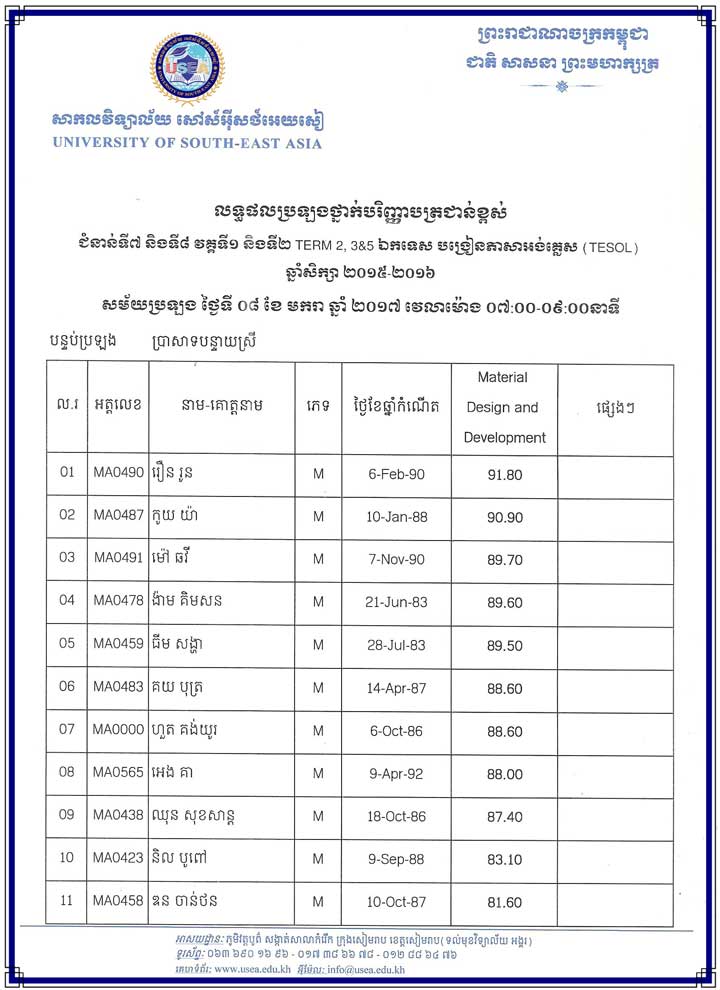 ព្រះរាជាណាចក្រកម្ពុជា
ជាតិ សាសនា ព្រះមហាក្សត្រ
USEA
សាកលវិទ្យាល័យ សៅស៍អ៊ីសថ៍អេយសៀ
UNIVERSITY OF SOUTH-EAST ASIA
លទ្ធផលប្រឡងថ្នាក់បរិញ្ញាបត្រជាន់ខ្ពស់
ជំនាន់ទី៧ និងទី៨ វគ្គទី១ និងទី២ TERM 2, 3&5 ឯកទេស បង្រៀនភាសាអង់គ្លេស (TESOL)
ឆ្នាំសិក្សា ២០១៥-២០១៦
សម័យប្រឡង ថ្ងៃទី ០៨ ខែ មករា ឆ្នាំ ២០១៧ វេលាម៉ោង ០៧:០០-០៩:០០នាទី
បន្ទប់ប្រឡង ប្រាសាទបន្ទាយស្រី
ល.រ អត្តលេខ នាម-គោត្តនាម ភេទ ថ្ងៃខែឆ្នាំកំណើត Material Design and Development ផ្សេងៗ
01 MA0490 រឿន រូន M 6-Feb-90 91.80
02 MA0487 កូយ យ៉ា M 10-Jan-88 90.90
03 MA0491 ម៉ៅ ឆវី M 7-Nov-90 89.70
04 MA0478 ង៉ាម គិមសន M 21-Jun-83 89.60
05 MA0459 ធីម សង្ហា M 28-Jul-83 89.50
06 MA0483 គយ បុត្រ M 14-Apr-87 88.60
07 MA0000 ហួត គង់យូរ M 6-Oct-86 88.60
08 MA0565 អេង គា M 9-Apr-92 88.00
09 MA0438 ឈុន សុខសាន្ត M 18-Oct-86 87.40
10 MA0423 និល បូពៅ M 9-Sep-88 83.10
11 MA0458 ឌន ចាន់ថន M 10-Oct-87 81.60
អាសយដ្ឋាន: ភូមិវត្តបូព៌ សង្កាត់សាលាកំរើក ក្រុងសៀមរាប ខេត្តសៀមរាប(ទល់មុខវិទ្យាល័យ អង្គរ)
ទូរស័ព្ទ: ០៦៣ ៦៩០ ១៦ ៩៦ - ០១៧ ៣៨ ៦៦ ៧៨ - ០១២ ៨៨ ៦៤ ៧៦
គេហទំព័រ: www.usea.edu.kh អ៊ីម៉ែល: info@usea.edu.kh